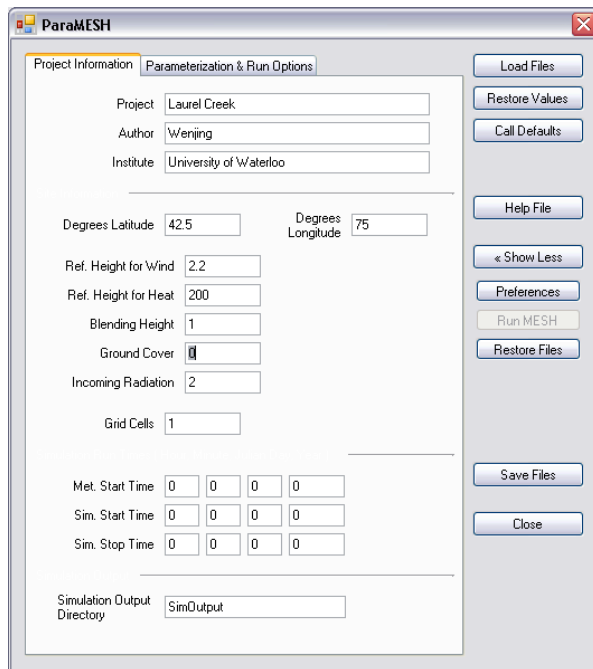 ParaMESH
Project Information
Parameterization & Run Options
Project Laurel Creek
Author Wenjing
Institute University of Waterloo
Degrees Latitude 42.5
Degrees
Longitude 75
Ref. Height for Wind 2.2
Ref. Height for Heat 200
Blending Height 1
Ground Cover 0
Incoming Radiation 2
Grid Cells 1
Met. Start Time 0 0 0 0
Sim. Start Time 0 0 0 0
Sim. Stop Time 0 0 0 0
Simulation Output
Directory SimOutput
Load Files
Restore Values
Call Defaults
Help File
« Show Less
Preferences
Run MESH
Restore Files
Save Files
Close